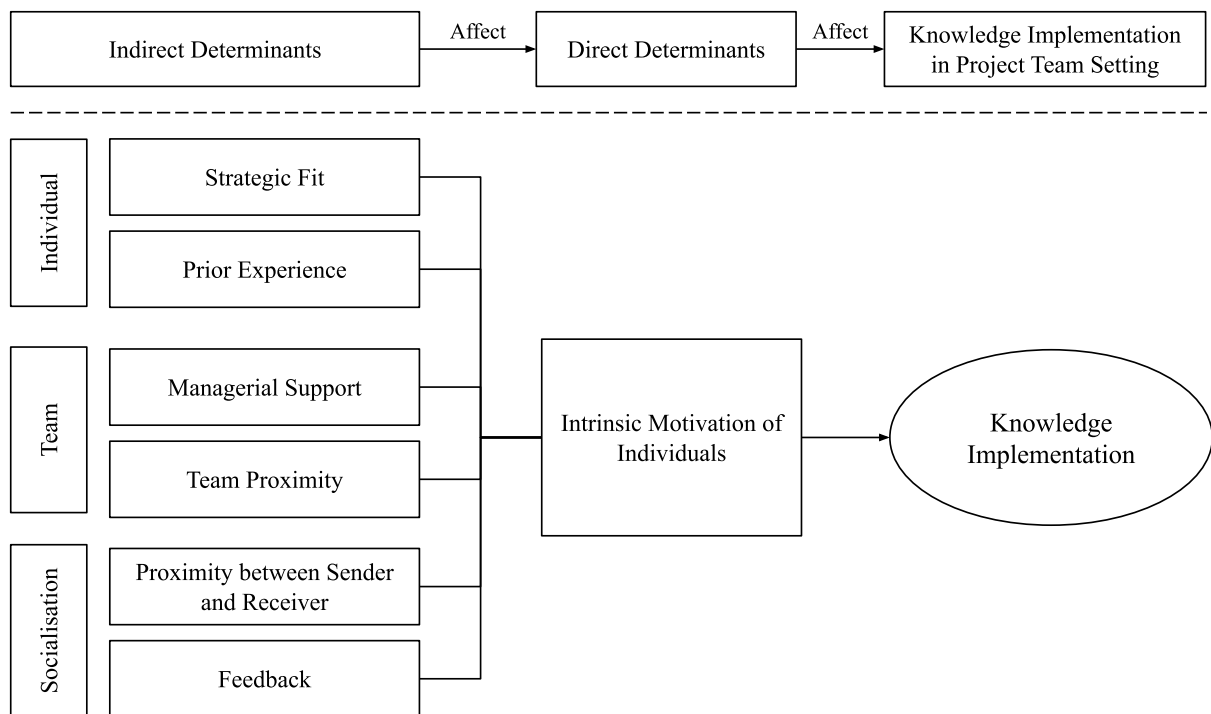 Indirect Determinants
Affect
Direct Determinants
Affect
Knowledge Implementation
in Project Team Setting
Individual
Strategic Fit
Prior Experience
Team
Managerial Support
Team Proximity
Intrinsic Motivation of
Individuals
Knowledge
Implementation
Socialisation
Proximity between Sender
and Receiver
Feedback